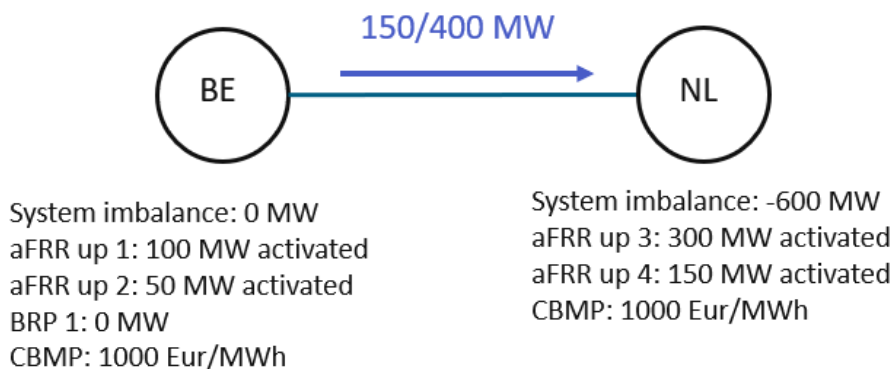 150/400 MW
BE
NL
System imbalance: 0 MW
aFRR up 1: 100 MW activated
aFRR up 2: 50 MW activated
BRP 1: 0 MW
CBMP: 1000 Eur/MWh
System imbalance: -600 MW
aFRR up 3: 300 MW activated
aFRR up 4: 150 MW activated
CBMP: 1000 Eur/MWh